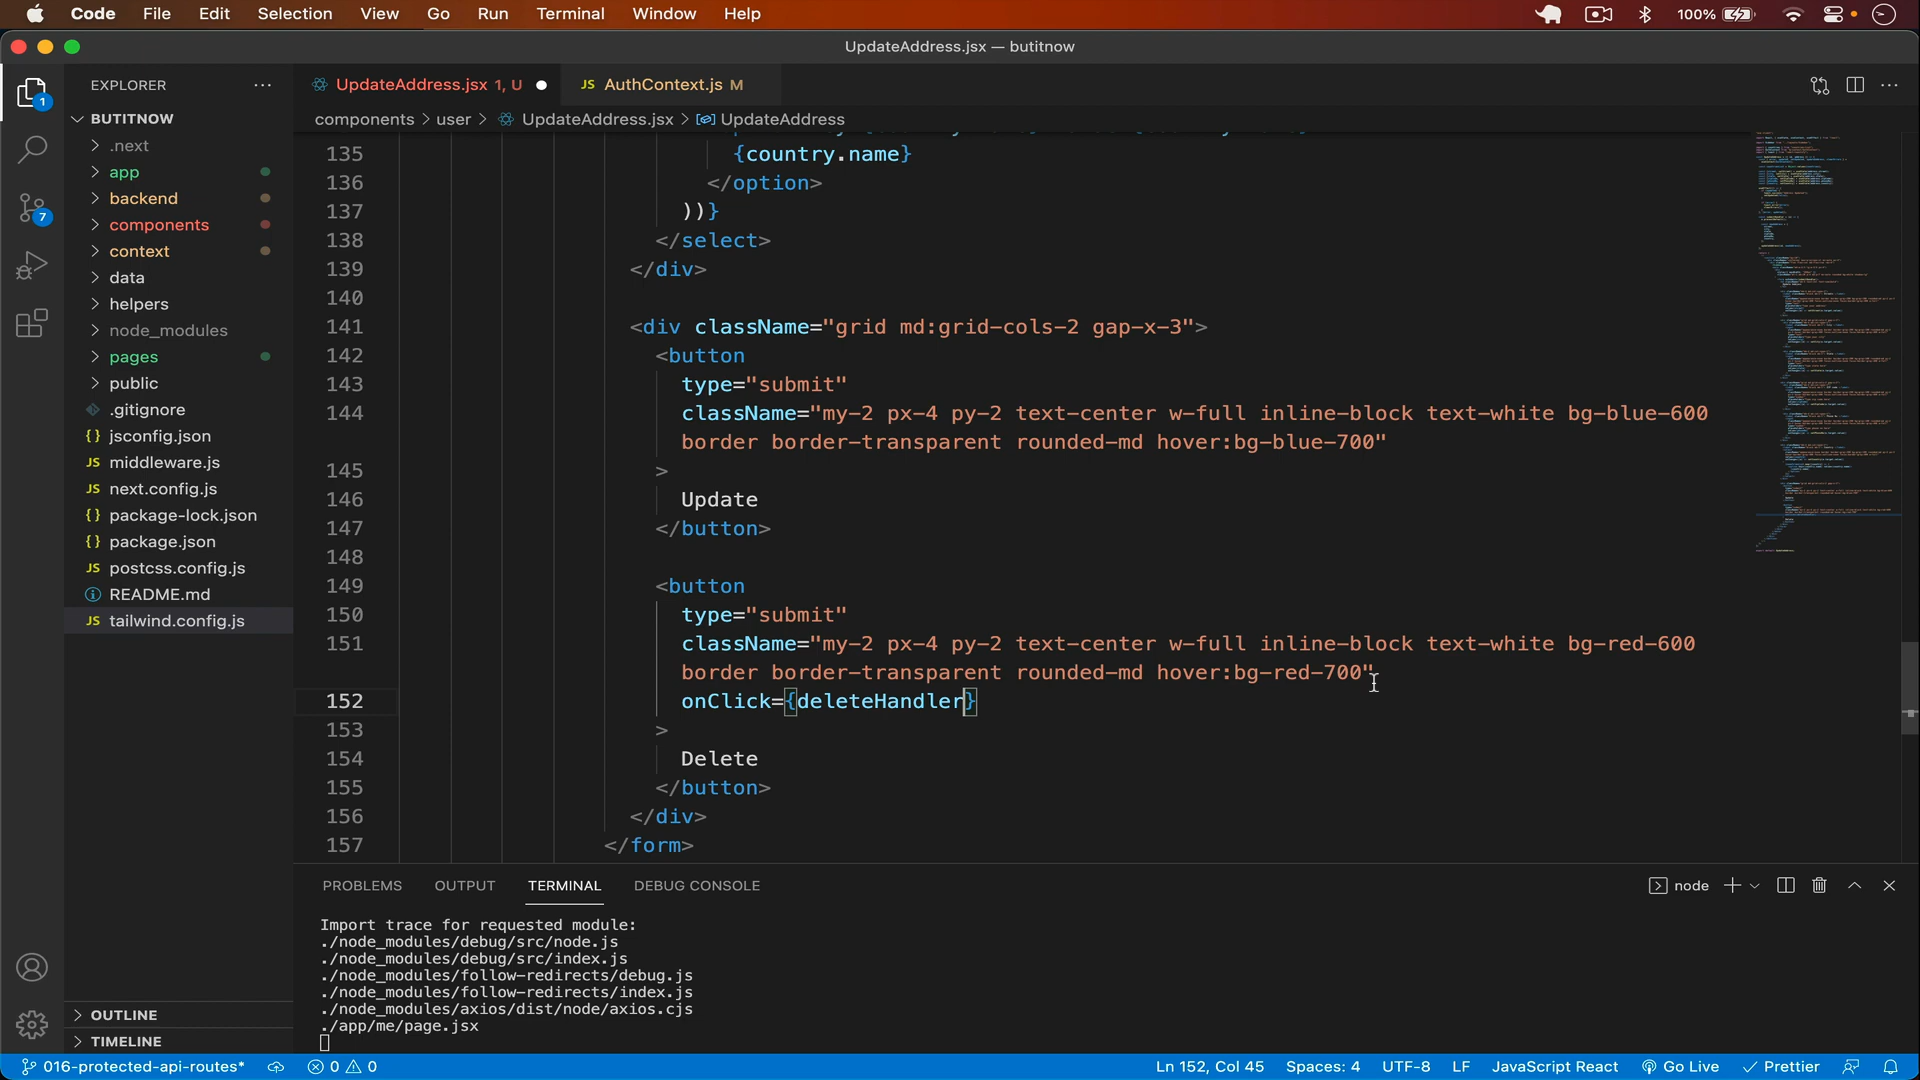 Code File Edit Selection View Go Run Terminal Window Help
100%
UpdateAddress.jsx — butitnow
EXPLORER
UpdateAddress.jsx 1, U
JS AuthContext.js M
components > user > UpdateAddress.jsx > UpdateAddress
1
7
BUTITNOW
.next
app
backend
components
context
data
helpers
node_modules
pages
public
.gitignore
{} jsconfig.json
JS middleware.js
JS next.config.js
{} package-lock.json
{} package.json
JS postcss.config.js
README.md
JS tailwind.config.js
OUTLINE
TIMELINE
135 {country.name}
136 </option>
137 ))}
138 </select>
139 </div>
140
141 <div className="grid md:grid-cols-2 gap-x-3">
142 <button
143 type="submit"
144 className="my-2 px-4 py-2 text-center w-full inline-block text-white bg-blue-600
border border-transparent rounded-md hover:bg-blue-700"
145 >
146 Update
147 </button>
148
149 <button
150 type="submit"
151 className="my-2 px-4 py-2 text-center w-full inline-block text-white bg-red-600
border border-transparent rounded-md hover:bg-red-700"
152 onClick={deleteHandler}
153 >
154 Delete
155 </button>
156 </div>
157 </form>
PROBLEMS OUTPUT TERMINAL DEBUG CONSOLE
node
Import trace for requested module:
./node_modules/debug/src/node.js
./node_modules/debug/src/index.js
./node_modules/follow-redirects/debug.js
./node_modules/follow-redirects/index.js
./node_modules/axios/dist/node/axios.cjs
./app/me/page.jsx
016-protected-api-routes* 0 0
Ln 152, Col 45 Spaces: 4 UTF-8 LF JavaScript React Go Live Prettier